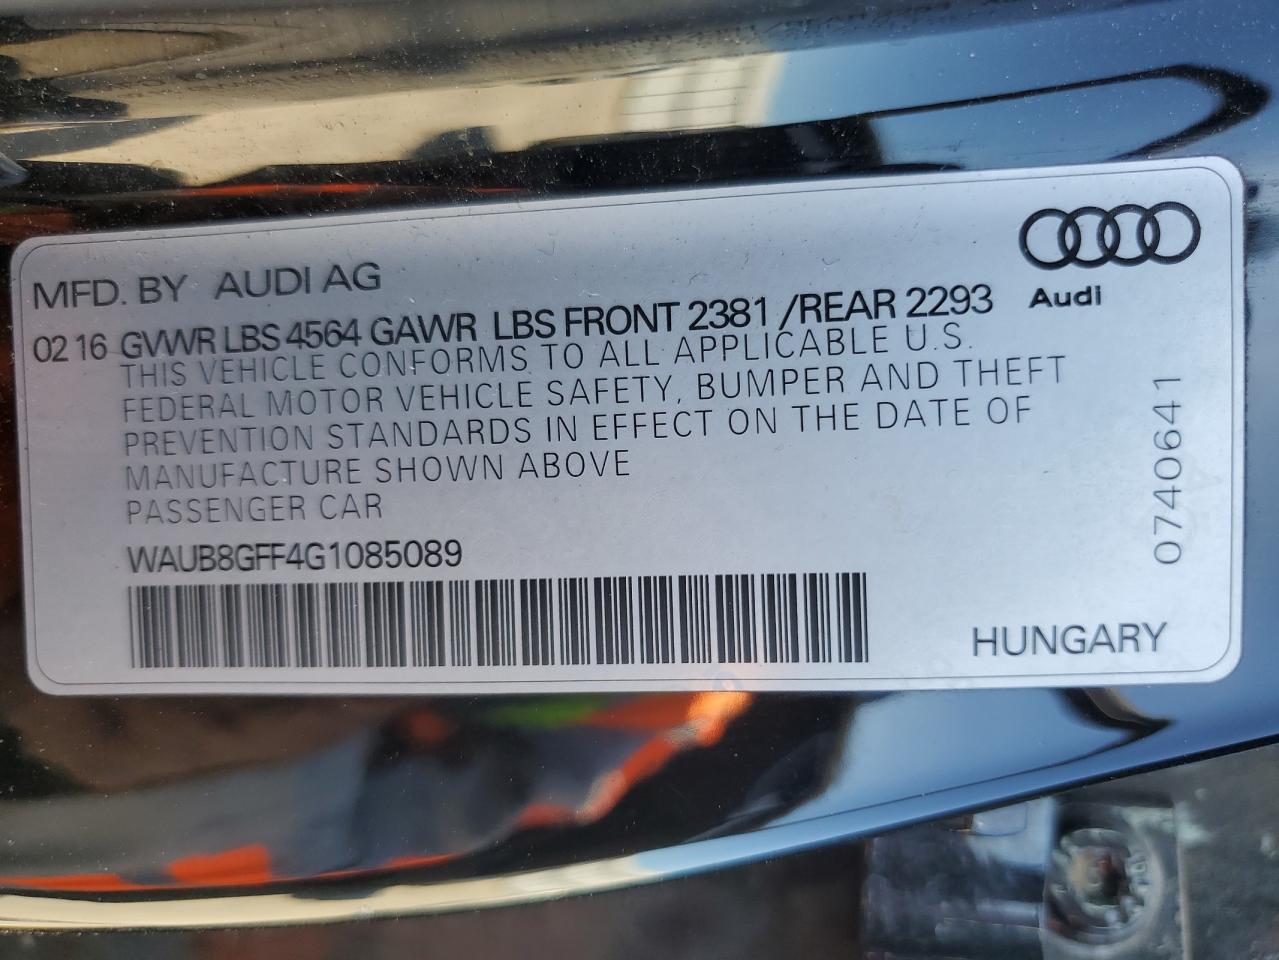 MFD. BY AUDI AG
Audi
02 16 GVWR LBS 4564 GAWR LBS FRONT 2381 /REAR 2293
THIS VEHICLE CONFORMS TO ALL APPLICABLE U.S.
FEDERAL MOTOR VEHICLE SAFETY, BUMPER AND THEFT
PREVENTION STANDARDS IN EFFECT ON THE DATE OF
MANUFACTURE SHOWN ABOVE
PASSENGER CAR
WAUB8GFF4G1085089
0740641
HUNGARY